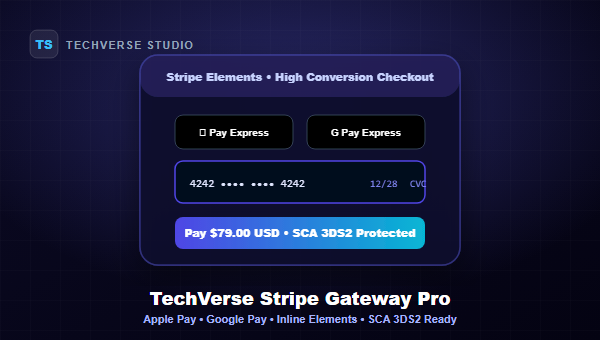 TS TECHVERSE STUDIO
Stripe Elements • High Conversion Checkout
Pay Express
G Pay Express
4242 •••• •••• 4242 12/28 CVC
Pay $79.00 USD • SCA 3DS2 Protected
TechVerse Stripe Gateway Pro
Apple Pay • Google Pay • Inline Elements • SCA 3DS2 Ready